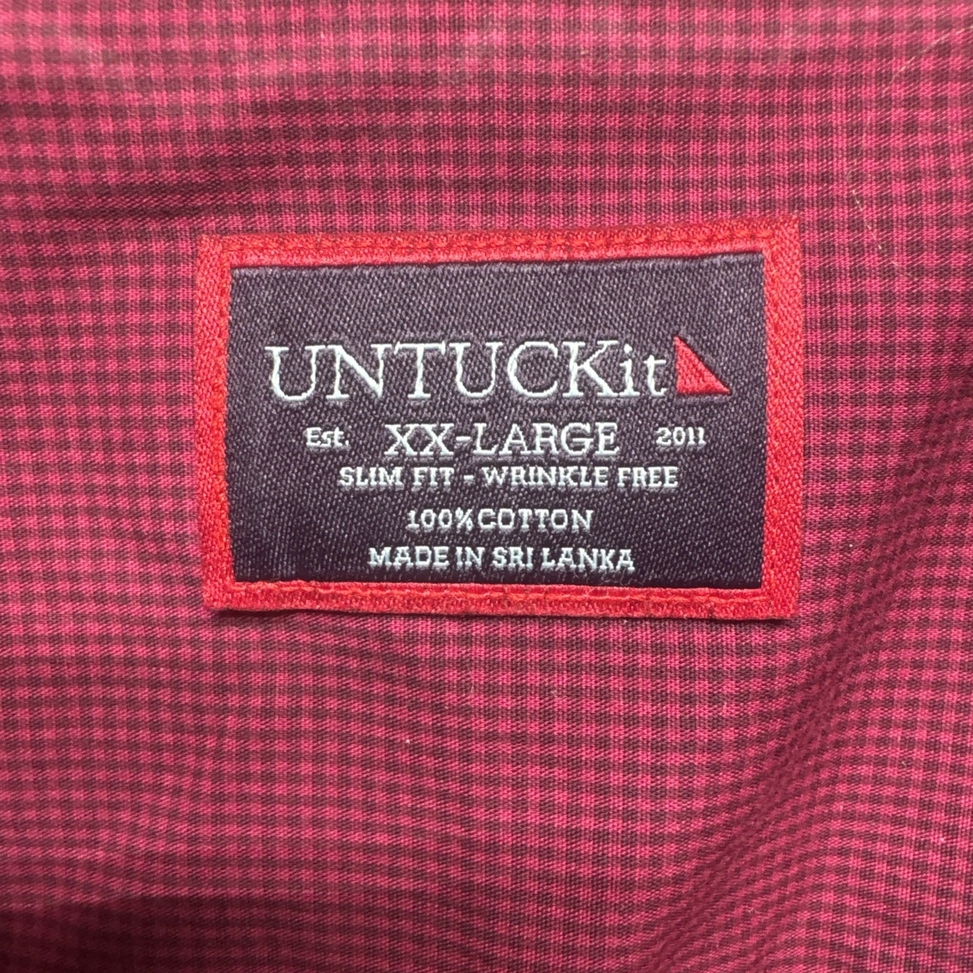 UNTUCKit
Est. XX-LARGE 2011
SLIM FIT - WRINKLE FREE
100% COTTON
MADE IN SRI LANKA